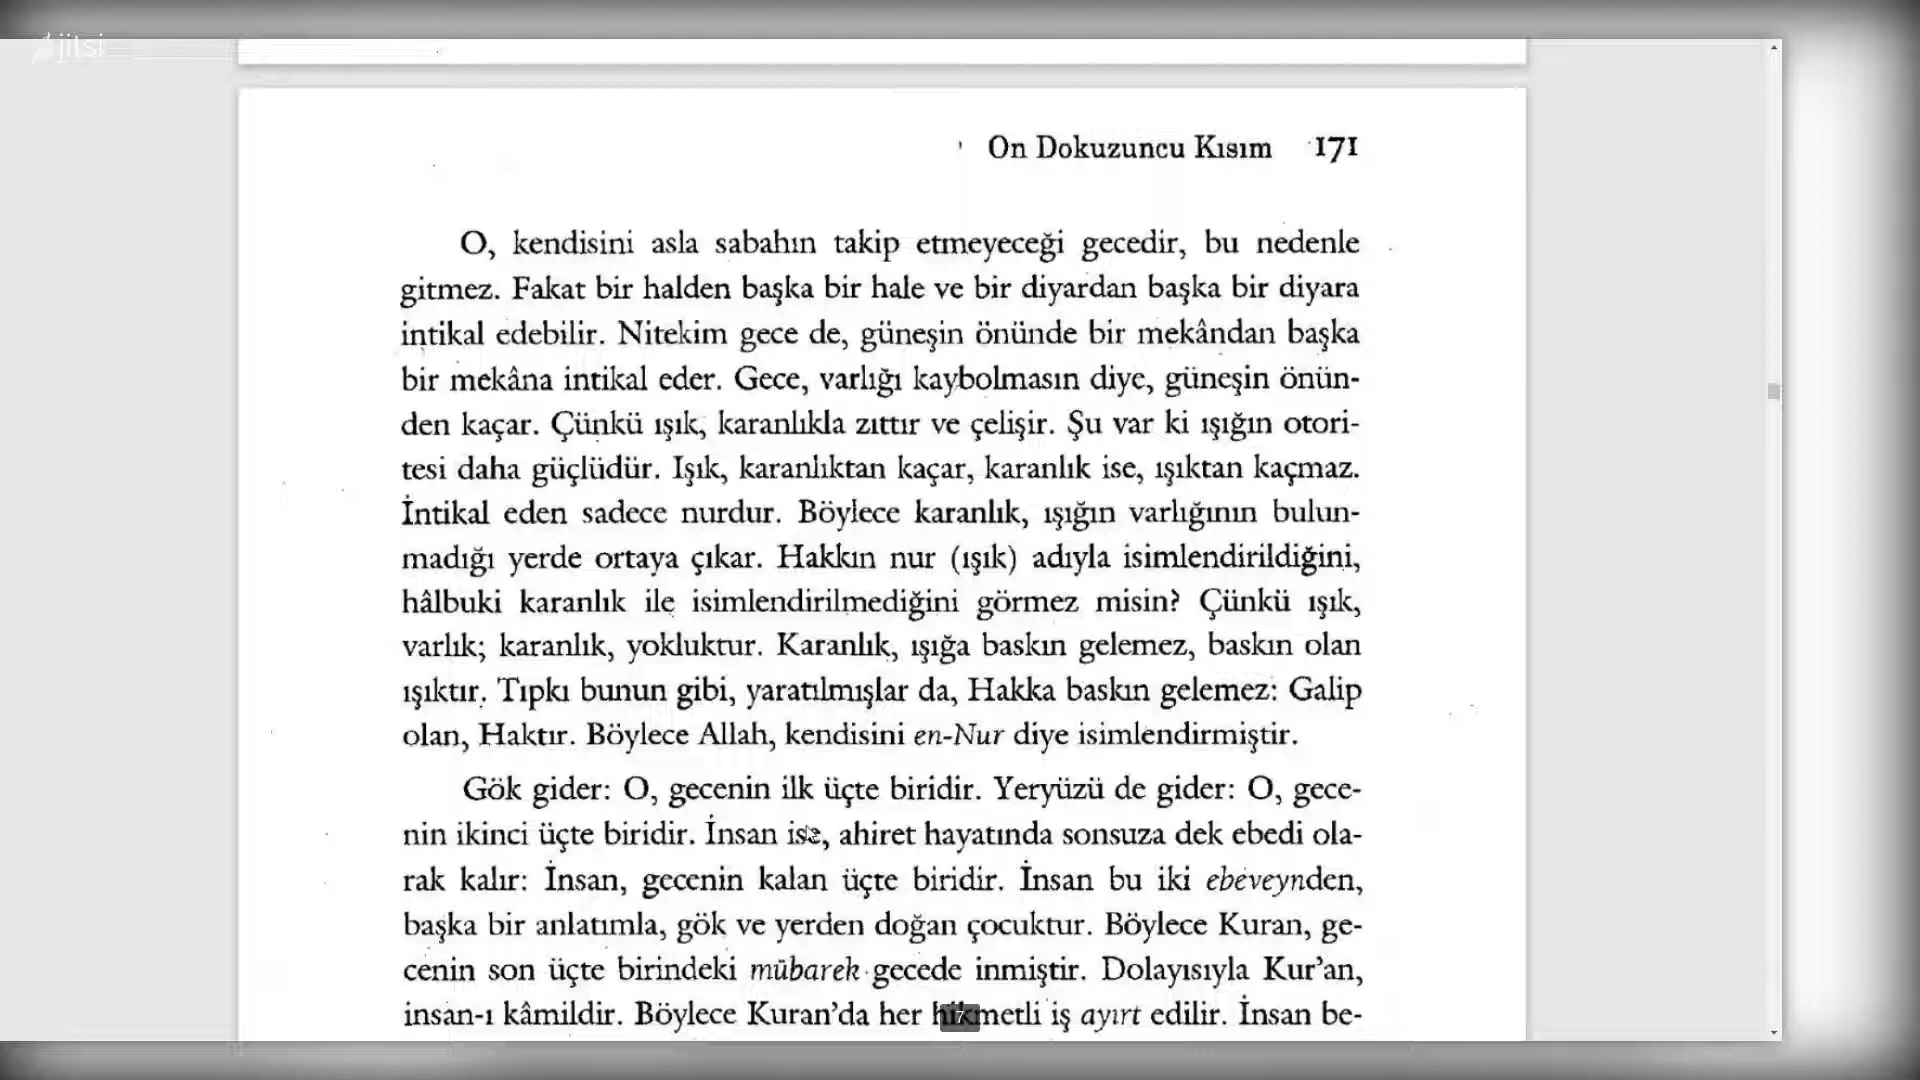 jitsi
On Dokuzuncu Kısım 171
O, kendisini asla sabahın takip etmeyeceği gecedir, bu nedenle
gitmez. Fakat bir halden başka bir hale ve bir diyardan başka bir diyara
intikal edebilir. Nitekim gece de, güneşin önünde bir mekândan başka
bir mekâna intikal eder. Gece, varlığı kaybolmasın diye, güneşin önün-
den kaçar. Çünkü ışık, karanlıkla zıttır ve çelişir. Şu var ki ışığın otori-
tesi daha güçlüdür. Işık, karanlıktan kaçar, karanlık ise, ışıktan kaçmaz.
İntikal eden sadece nurdur. Böylece karanlık, ışığın varlığının bulun-
madığı yerde ortaya çıkar. Hakkın nur (ışık) adıyla isimlendirildiğini,
hâlbuki karanlık ile isimlendirilmediğini görmez misin? Çünkü ışık,
varlık; karanlık, yokluktur. Karanlık, ışığa baskın gelemez, baskın olan
ışıktır. Tıpkı bunun gibi, yaratılmışlar da, Hakka baskın gelemez: Galip
olan, Haktır. Böylece Allah, kendisini en-Nur diye isimlendirmiştir.
Gök gider: O, gecenin ilk üçte biridir. Yeryüzü de gider: O, gece-
nin ikinci üçte biridir. İnsan ise, ahiret hayatında sonsuza dek ebedi ola-
rak kalır: İnsan, gecenin kalan üçte biridir. İnsan bu iki ebeveynden,
başka bir anlatımla, gök ve yerden doğan çocuktur. Böylece Kuran, ge-
cenin son üçte birindeki mübarek gecede inmiştir. Dolayısıyla Kur'an,
insan-ı kâmildir. Böylece Kuran'da her hikmetli iş ayırt edilir. İnsan be-
7